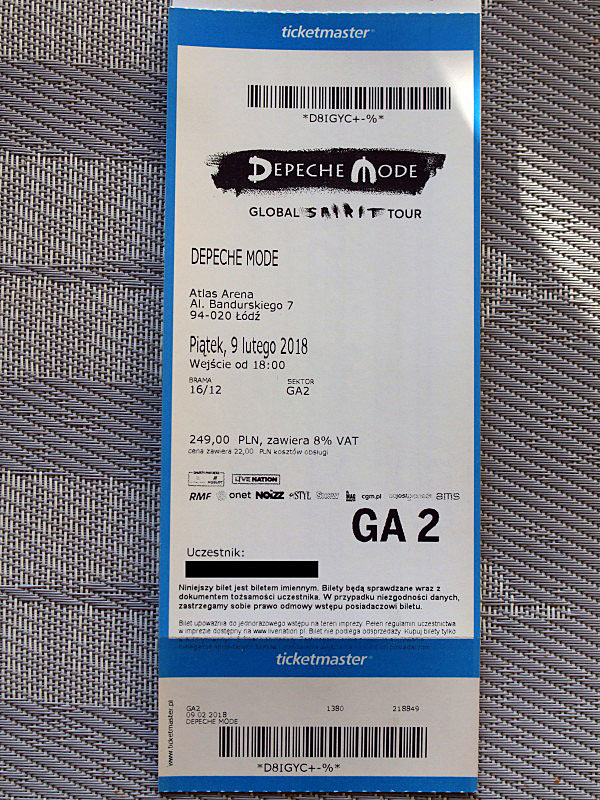 ticketmaster®
*D8IGYC+-%*
DEPECHE MODE
GLOBAL SPIRIT TOUR
DEPECHE MODE
Atlas Arena
Al. Bandurskiego 7
94-020 Łódź
Piątek, 9 lutego 2018
Wejście od 18:00
BRAMA SEKTOR
16/12 GA2
249,00 PLN, zawiera 8% VAT
cena zawiera 22,00 PLN kosztów obsługi
LIVE NATION
RMF onet NOIZZ STYL cgm.pl ams
GA 2
Uczestnik:
Niniejszy bilet jest biletem imiennym. Bilety będą sprawdzane wraz z
dokumentem tożsamości uczestnika. W przypadku niezgodności danych,
zastrzegamy sobie prawo odmowy wstępu posiadaczowi biletu.
Bilet upoważnia do jednorazowego wstępu na teren imprezy. Pełen regulamin uczestnictwa
w imprezie dostępny na www.livenation.pl. Bilet nie podlega odsprzedaży. Kupuj bilety tylko
ticketmaster®
www.ticketmaster.pl
GA2 1380 218849
09.02.2018
DEPECHE MODE
*D8IGYC+-%*